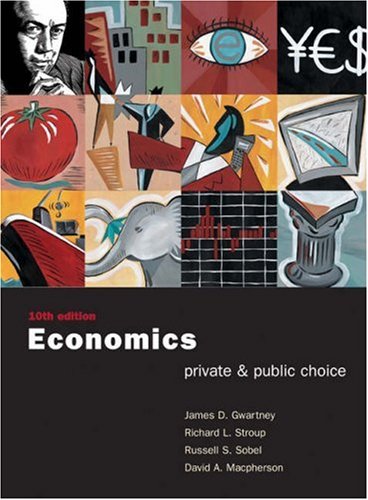 ¥€$
10th edition
Economics
private & public choice
James D. Gwartney
Richard L. Stroup
Russell S. Sobel
David A. Macpherson